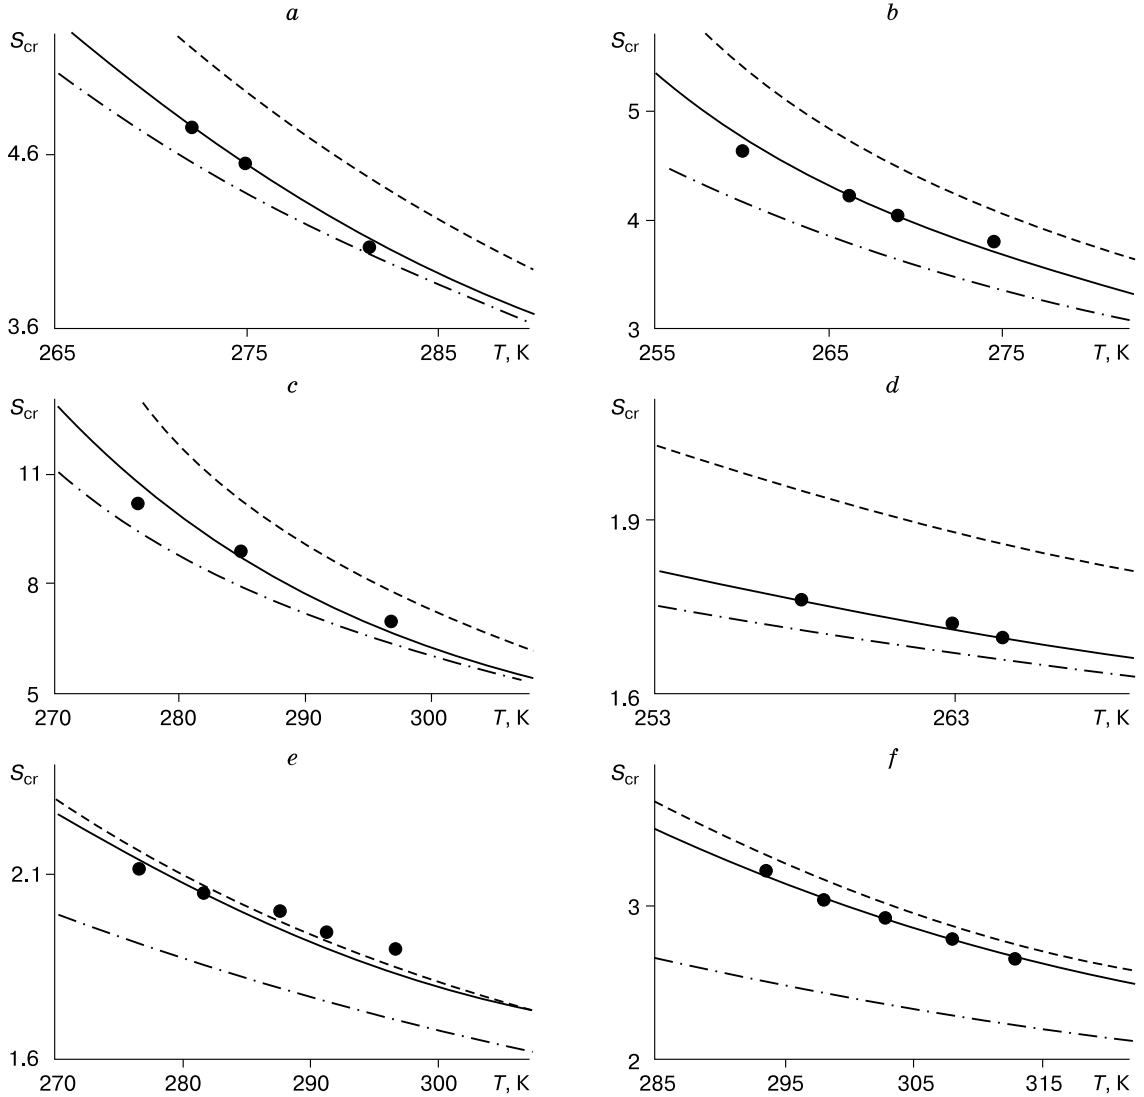 a
S_cr
4.6
3.6
265 275 285 T, K
b
S_cr
5
4
3
255 265 275 T, K
c
S_cr
11
8
5
270 280 290 300 T, K
d
S_cr
1.9
1.6
253 263 T, K
e
S_cr
2.1
1.6
270 280 290 300 T, K
f
S_cr
3
2
285 295 305 315 T, K